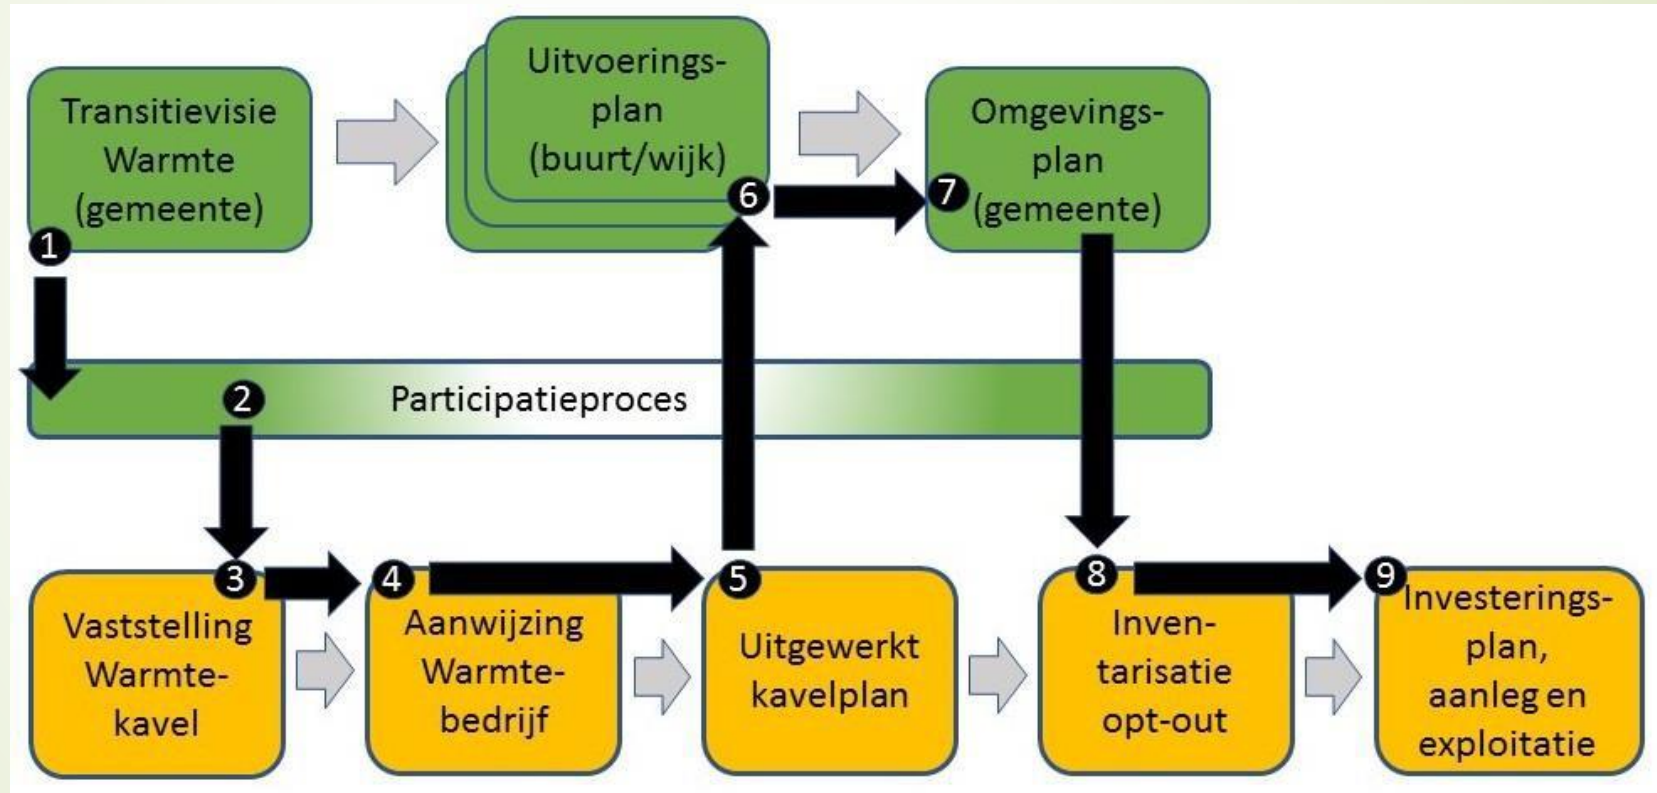 Transitievisie
Warmte
(gemeente)
1
Uitvoerings-
plan
(buurt/wijk)
6
Omgevings-
plan
(gemeente)
7
2
Participatieproces
3
Vaststelling
Warmte-
kavel
4
Aanwijzing
Warmte-
bedrijf
5
Uitgewerkt
kavelplan
8
Inven-
tarisatie
opt-out
9
Investerings-
plan,
aanleg en
exploitatie